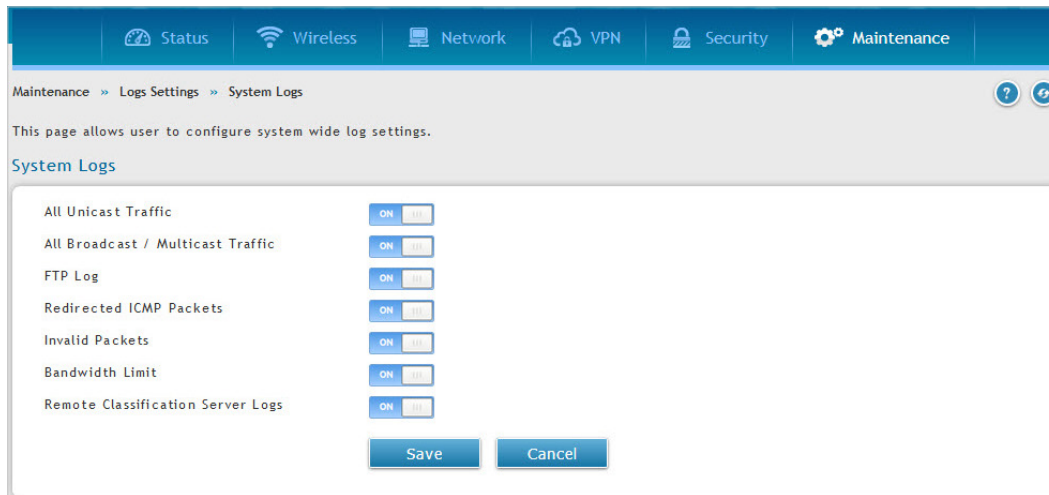 Status Wireless Network VPN Security Maintenance
Maintenance » Logs Settings » System Logs
This page allows user to configure system wide log settings.
System Logs
All Unicast Traffic ON
All Broadcast / Multicast Traffic ON
FTP Log ON
Redirected ICMP Packets ON
Invalid Packets ON
Bandwidth Limit ON
Remote Classification Server Logs ON
Save Cancel